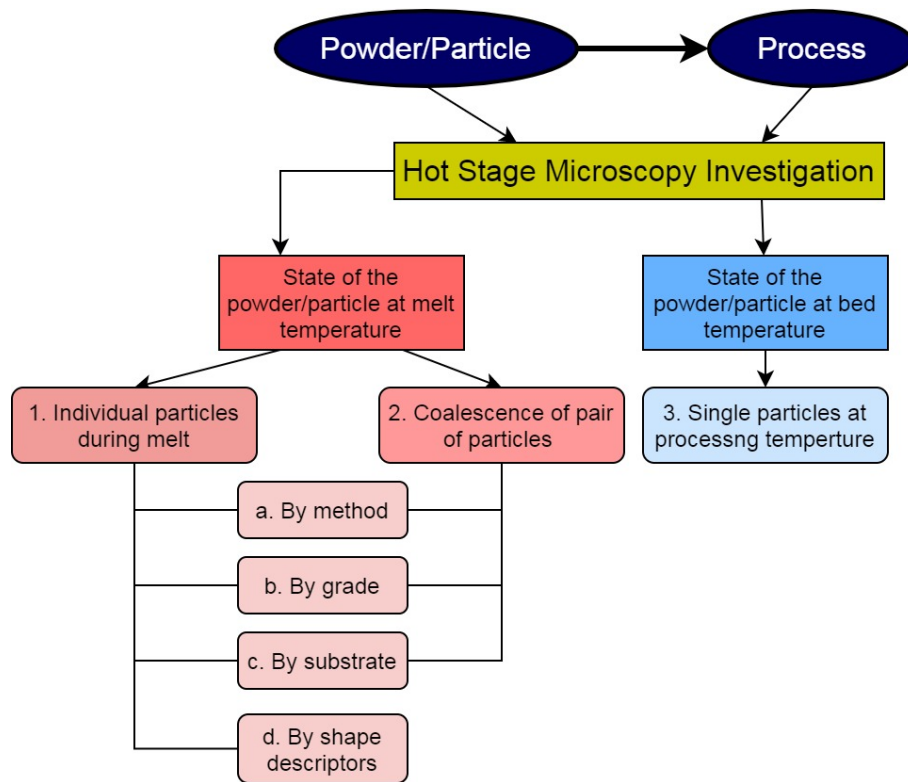 Powder/Particle
Process
Hot Stage Microscopy Investigation
State of the
powder/particle at melt
temperature
State of the
powder/particle at bed
temperature
1. Individual particles
during melt
2. Coalescence of pair
of particles
3. Single particles at
processng temperture
a. By method
b. By grade
c. By substrate
d. By shape
descriptors